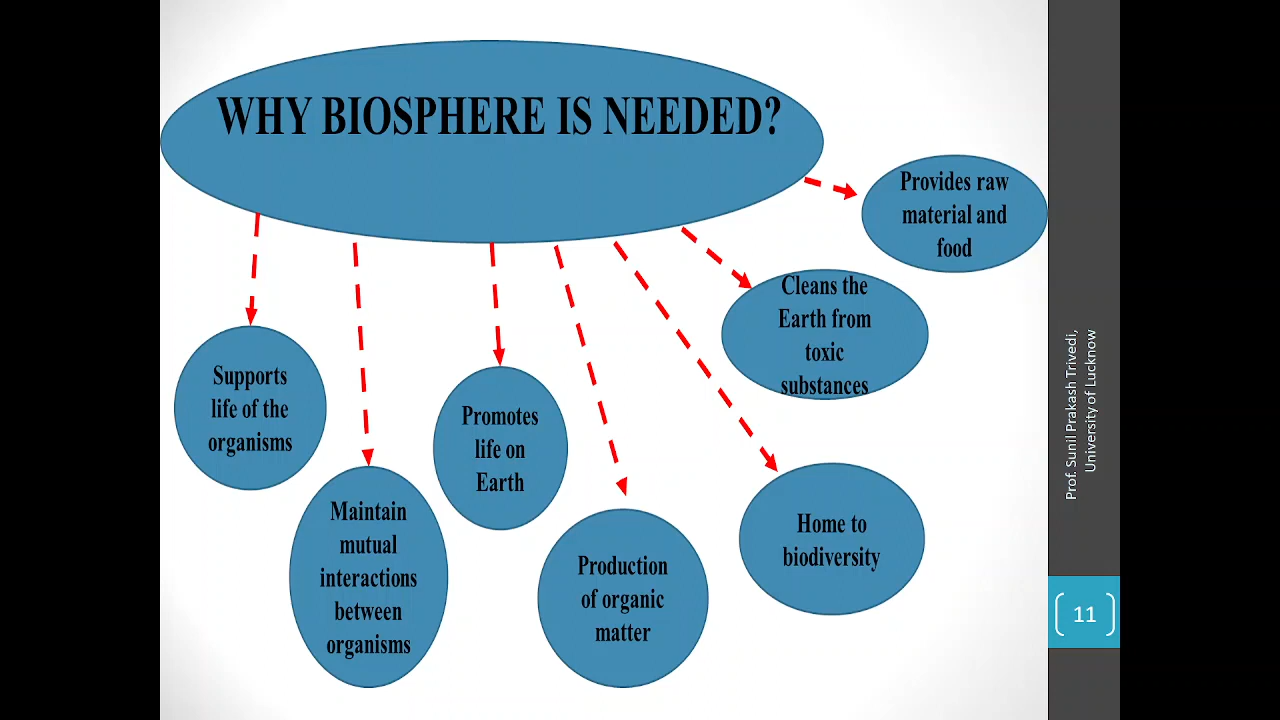 WHY BIOSPHERE IS NEEDED?
Provides raw
material and
food
Cleans the
Earth from
toxic
substances
Supports
life of the
organisms
Promotes
life on
Earth
Maintain
mutual
interactions
between
organisms
Production
of organic
matter
Home to
biodiversity
Prof. Sunil Prakash Trivedi,
University of Lucknow
11